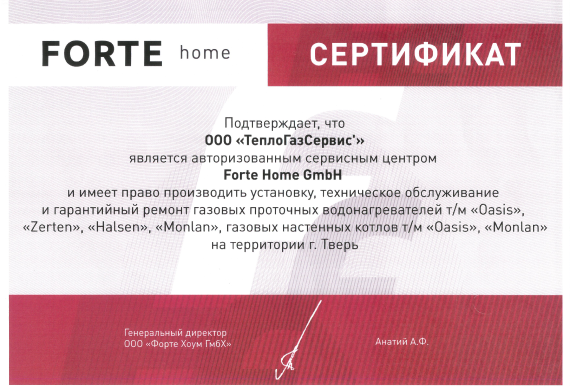 FORTE home
СЕРТИФИКАТ
Подтверждает, что
ООО «ТеплоГазСервис'»
является авторизованным сервисным центром
Forte Home GmbH
и имеет право производить установку, техническое обслуживание
и гарантийный ремонт газовых проточных водонагревателей т/м «Oasis»,
«Zerten», «Halsen», «Monlan», газовых настенных котлов т/м «Oasis», «Monlan»
на территории г. Тверь
Генеральный директор
ООО «Форте Хоум ГмбХ»
Анатий А.Ф.